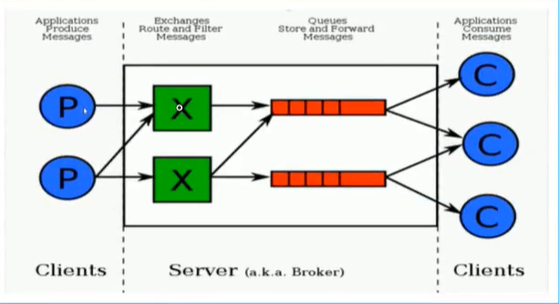 Applications
Produce
Messages
Exchanges
Route and Filter
Messages
Queues
Store and Forward
Messages
Applications
Consume
Messages
P
X
C
P
X
C
C
Clients
Server (a.k.a. Broker)
Clients